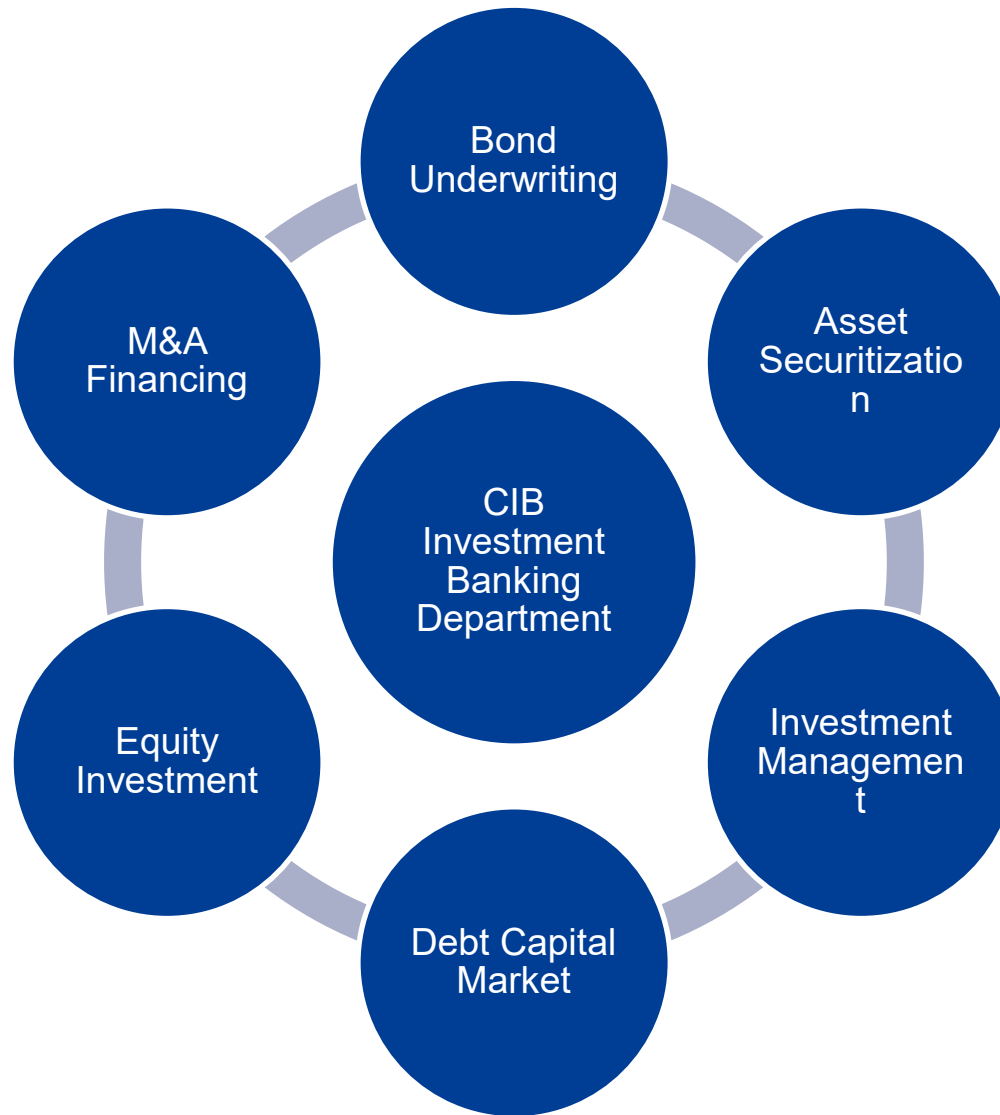 Bond
Underwriting
Asset
Securitizatio
n
M&A
Financing
CIB
Investment
Banking
Department
Investment
Managemen
t
Equity
Investment
Debt Capital
Market